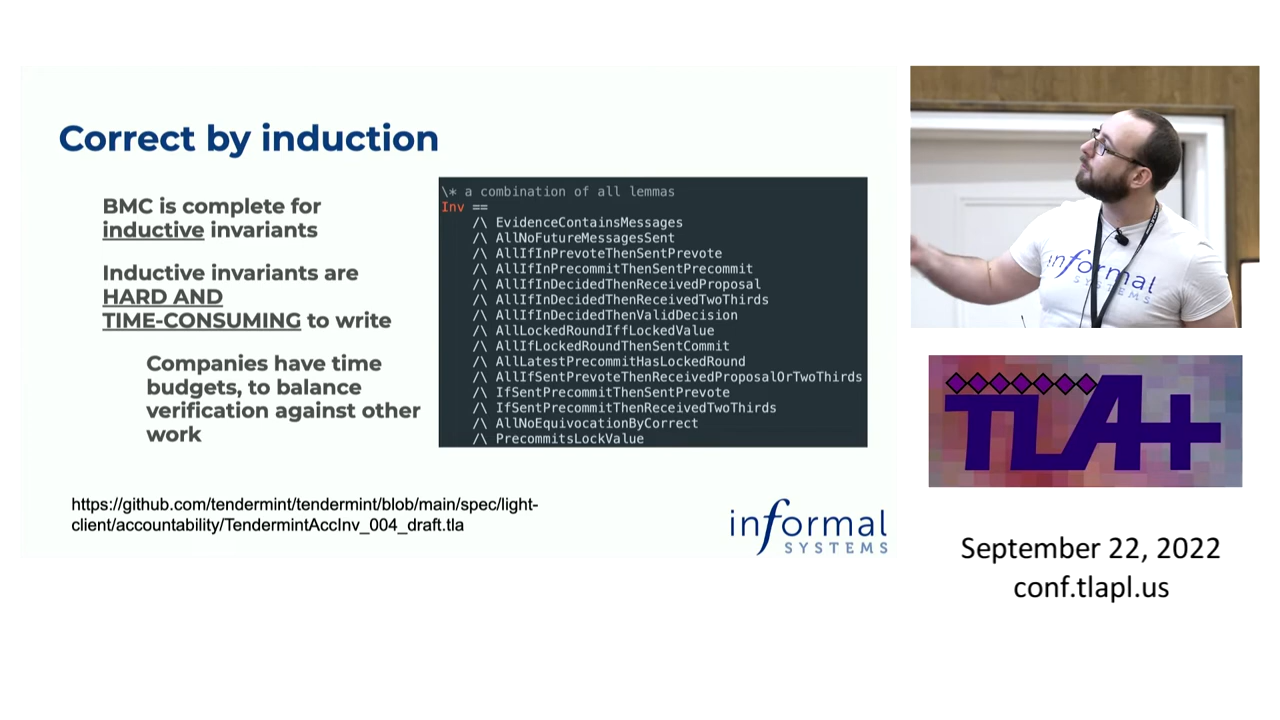 Correct by induction
BMC is complete for
inductive invariants
Inductive invariants are
HARD AND
TIME-CONSUMING to write
Companies have time
budgets, to balance
verification against other
work
\* a combination of all lemmas
Inv ==
/\ EvidenceContainsMessages
/\ AllNoFutureMessagesSent
/\ AllIfInPrevoteThenSentPrevote
/\ AllIfInPrecommitThenSentPrecommit
/\ AllIfInDecidedThenReceivedProposal
/\ AllIfInDecidedThenReceivedTwoThirds
/\ AllIfInDecidedThenValidDecision
/\ AllLockedRoundIffLockedValue
/\ AllIfLockedRoundThenSentCommit
/\ AllLatestPrecommitHasLockedRound
/\ AllIfSentPrevoteThenReceivedProposalOrTwoThirds
/\ IfSentPrecommitThenSentPrevote
/\ IfSentPrecommitThenReceivedTwoThirds
/\ AllNoEquivocationByCorrect
/\ PrecommitsLockValue
https://github.com/tendermint/tendermint/blob/main/spec/light-
client/accountability/TendermintAccInv_004_draft.tla
informal
SYSTEMS
informal
SYSTEMS
TLA+
September 22, 2022
conf.tlapl.us